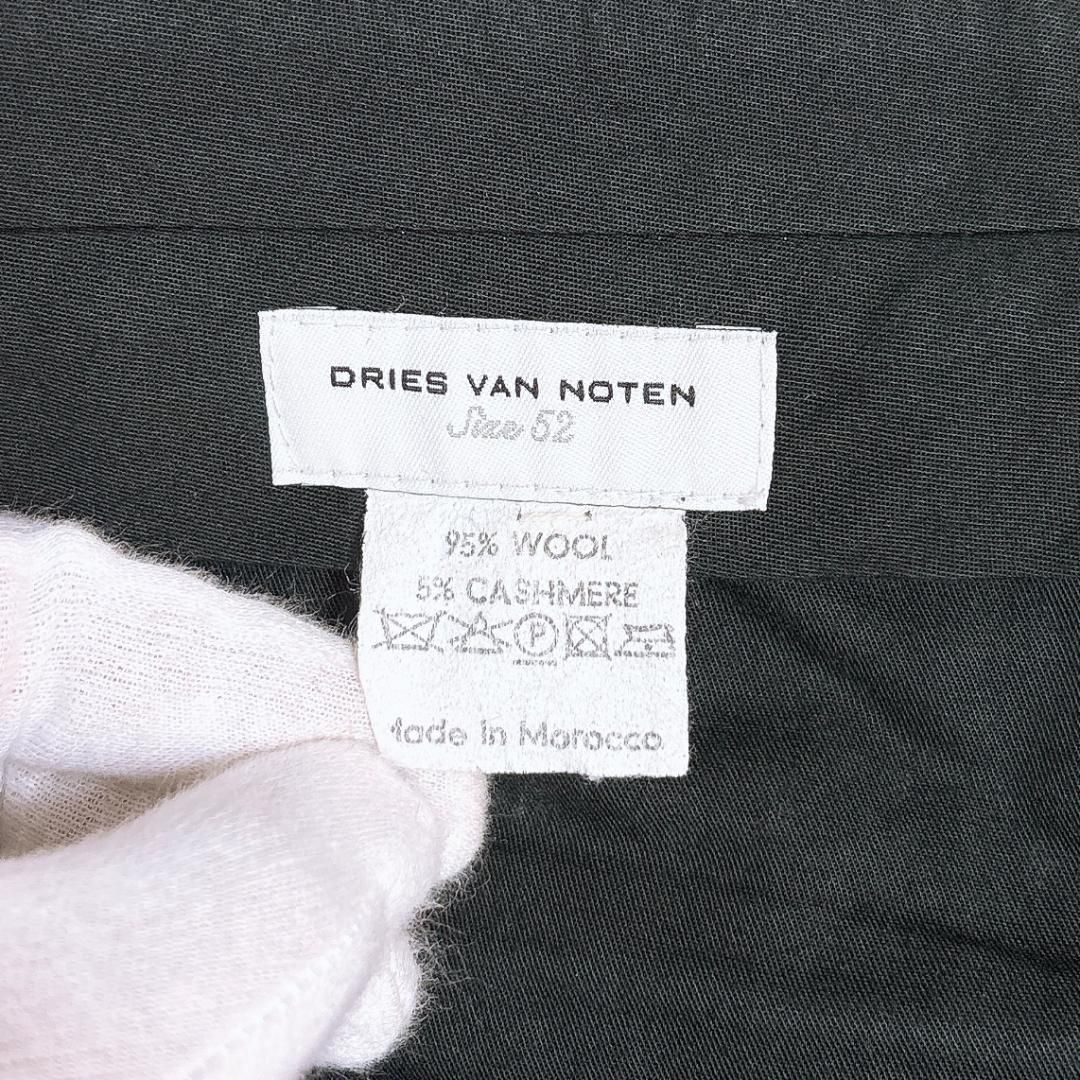 DRIES VAN NOTEN
Size 52
95% WOOL
5% CASHMERE
P
Made in Morocco